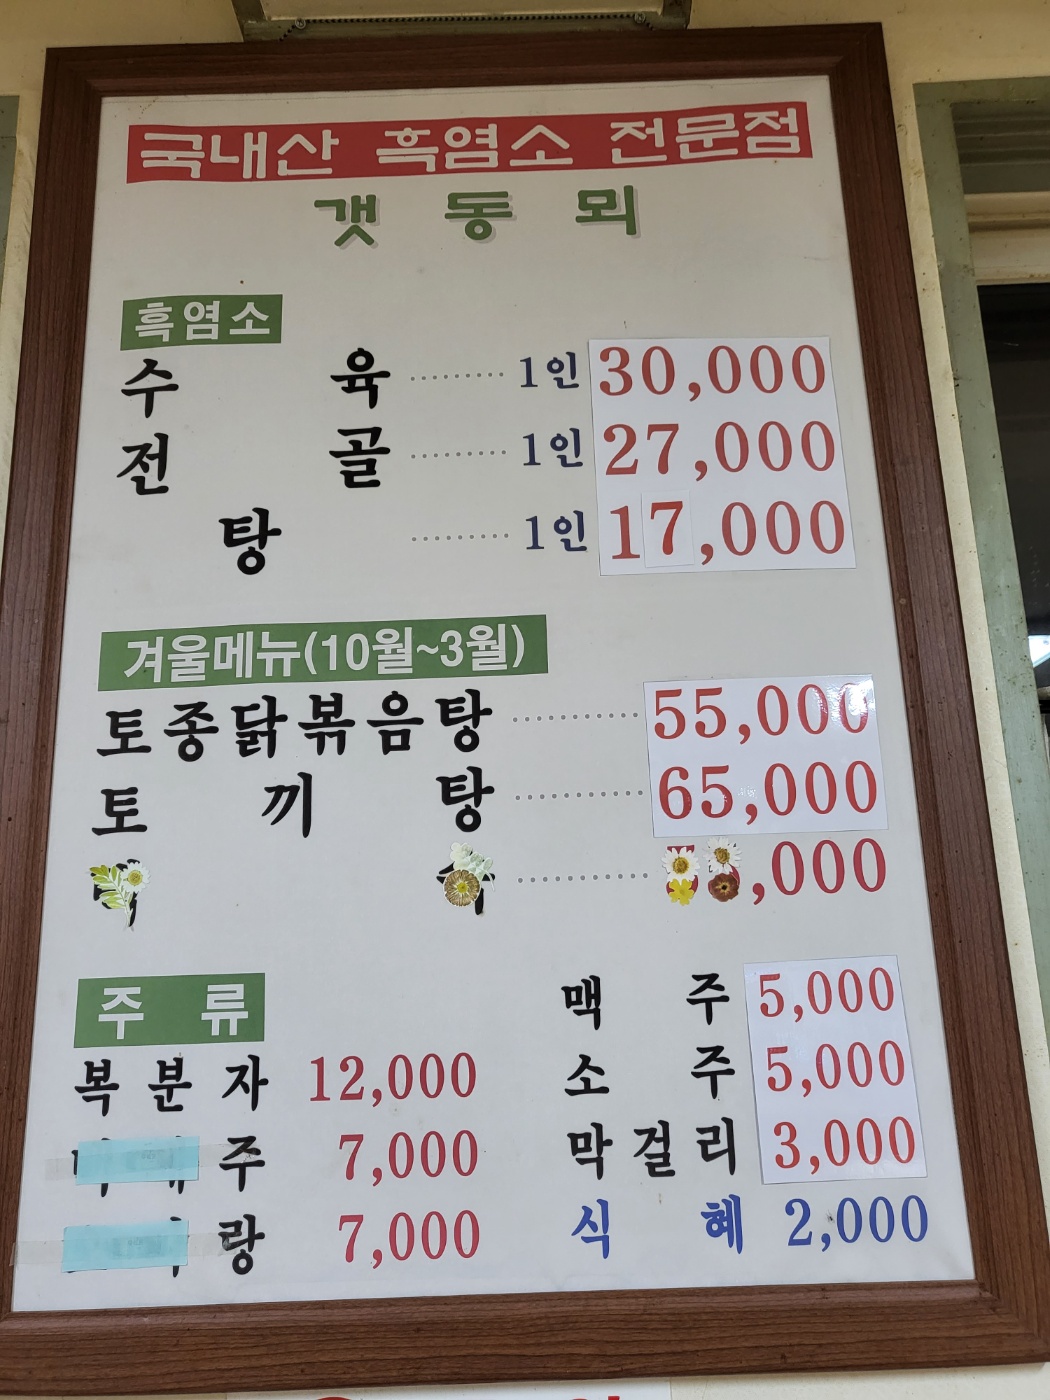 국내산 흑염소 전문점
갯동뫼
흑염소
수육 1인 30,000
전골 1인 27,000
탕 1인 17,000
겨울메뉴(10월~3월)
토종닭볶음탕 55,000
토끼탕 65,000
,000
주류
복분자 12,000
주 7,000
랑 7,000
맥주 5,000
소주 5,000
막걸리 3,000
식혜 2,000